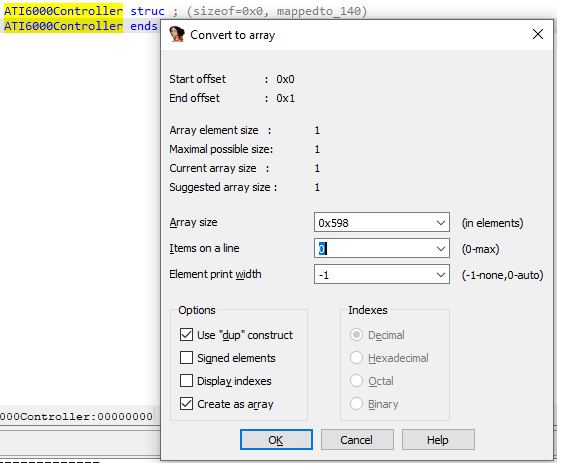 ATI6000Controller struc ; (sizeof=0x0, mappedto_140)
ATI6000Controller ends
Convert to array
Start offset : 0x0
End offset : 0x1
Array element size : 1
Maximal possible size: 1
Current array size : 1
Suggested array size : 1
Array size 0x598 (in elements)
Items on a line 0 (0-max)
Element print width -1 (-1-none,0-auto)
Options
Use "dup" construct
Signed elements
Display indexes
Create as array
Indexes
Decimal
Hexadecimal
Octal
Binary
000Controller:00000000
OK Cancel Help